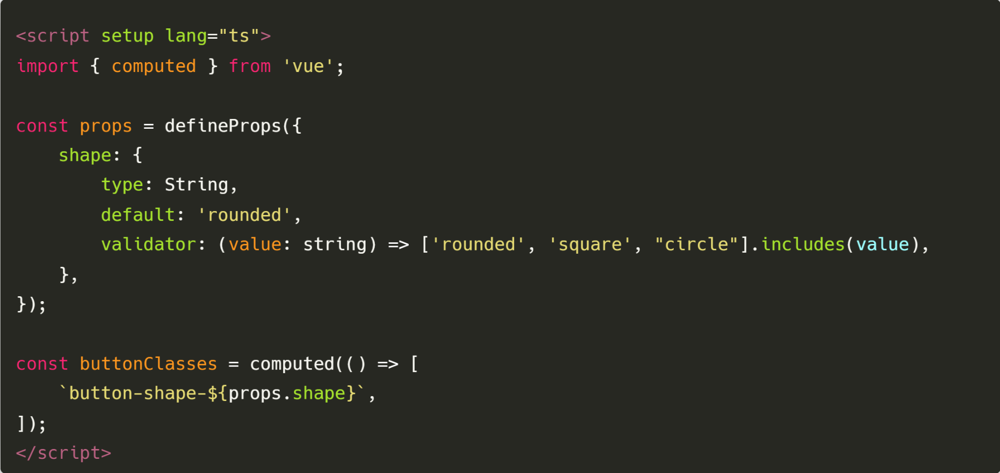 <script setup lang="ts">
import { computed } from 'vue';

const props = defineProps({
    shape: {
        type: String,
        default: 'rounded',
        validator: (value: string) => ['rounded', 'square', "circle"].includes(value),
    },
});

const buttonClasses = computed(() => [
    `button-shape-${props.shape}`,
]);
</script>